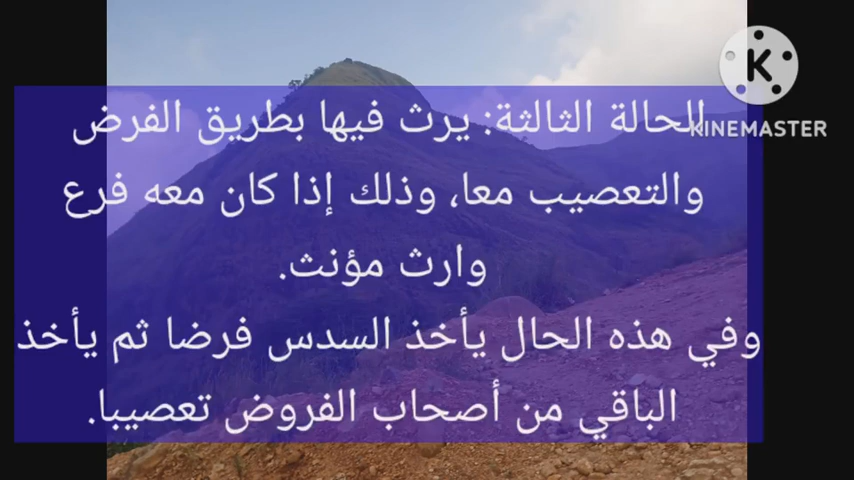 الحالة الثالثة: يرث فيها بطريق الفرض
والتعصيب معا، وذلك إذا كان معه فرع
وارث مؤنث.
وفي هذه الحال يأخذ السدس فرضا ثم يأخذ
الباقي من أصحاب الفروض تعصيبا.
K
KINEMASTER